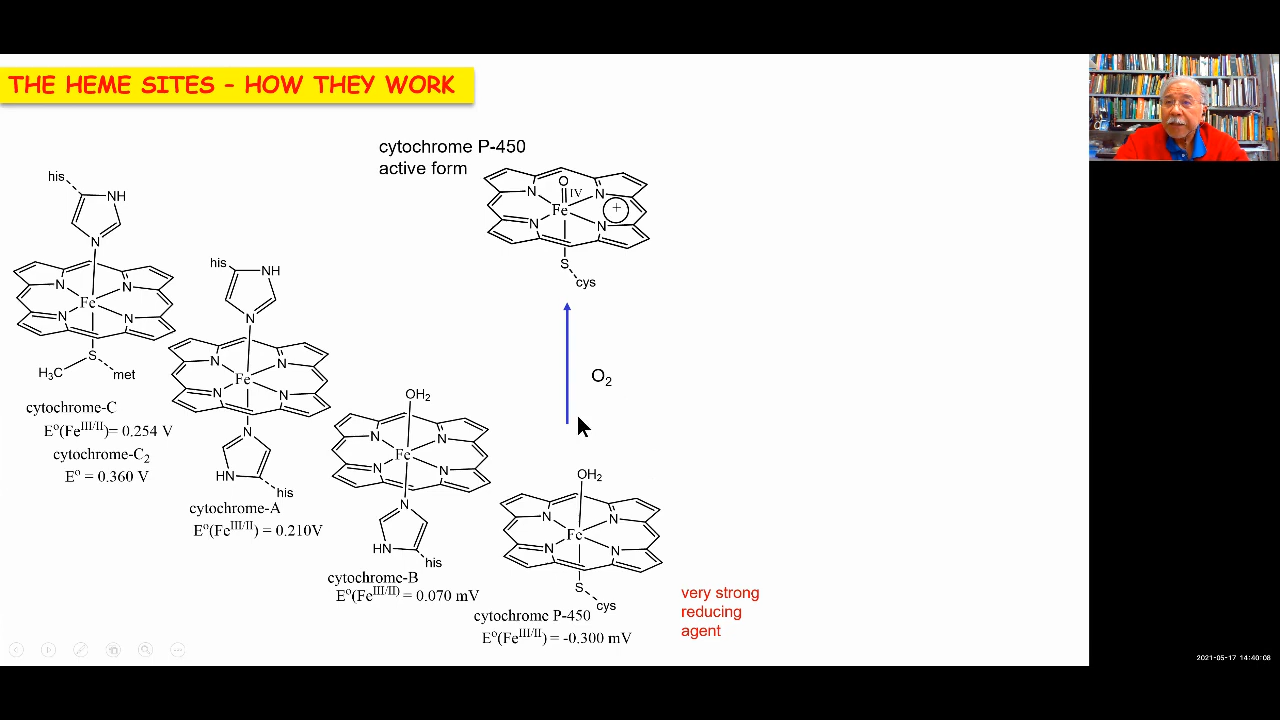 THE HEME SITES - HOW THEY WORK
cytochrome P-450
active form
O
IV
Fe
N
N
N
N
+
S
cys
his
NH
N
N
N
N
N
Fe
S
H₃C
met
cytochrome-C
Eº(Feᴵᴵᴵ/ᴵᴵ)= 0.254 V
cytochrome-C₂
Eº = 0.360 V
his
NH
N
N
N
N
N
Fe
N
HN
his
cytochrome-A
Eº(Feᴵᴵᴵ/ᴵᴵ) = 0.210V
OH₂
N
N
N
N
Fe
N
HN
his
cytochrome-B
Eº(Feᴵᴵᴵ/ᴵᴵ) = 0.070 mV
O₂
OH₂
N
N
N
N
Fe
S
cys
cytochrome P-450
Eº(Feᴵᴵᴵ/ᴵᴵ) = -0.300 mV
very strong
reducing
agent
2021-05-17 14:40:08